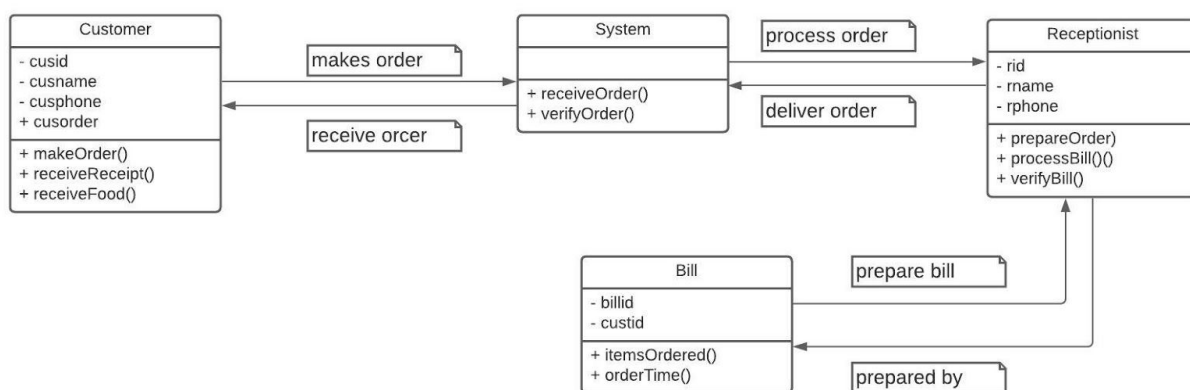 Customer
- cusid
- cusname
- cusphone
+ cusorder
+ makeOrder()
+ receiveReceipt()
+ receiveFood()
makes order
receive orcer
System
+ receiveOrder()
+ verifyOrder()
process order
deliver order
Receptionist
- rid
- rname
- rphone
+ prepareOrder)
+ processBill()()
+ verifyBill()
Bill
- billid
- custid
+ itemsOrdered()
+ orderTime()
prepare bill
prepared by